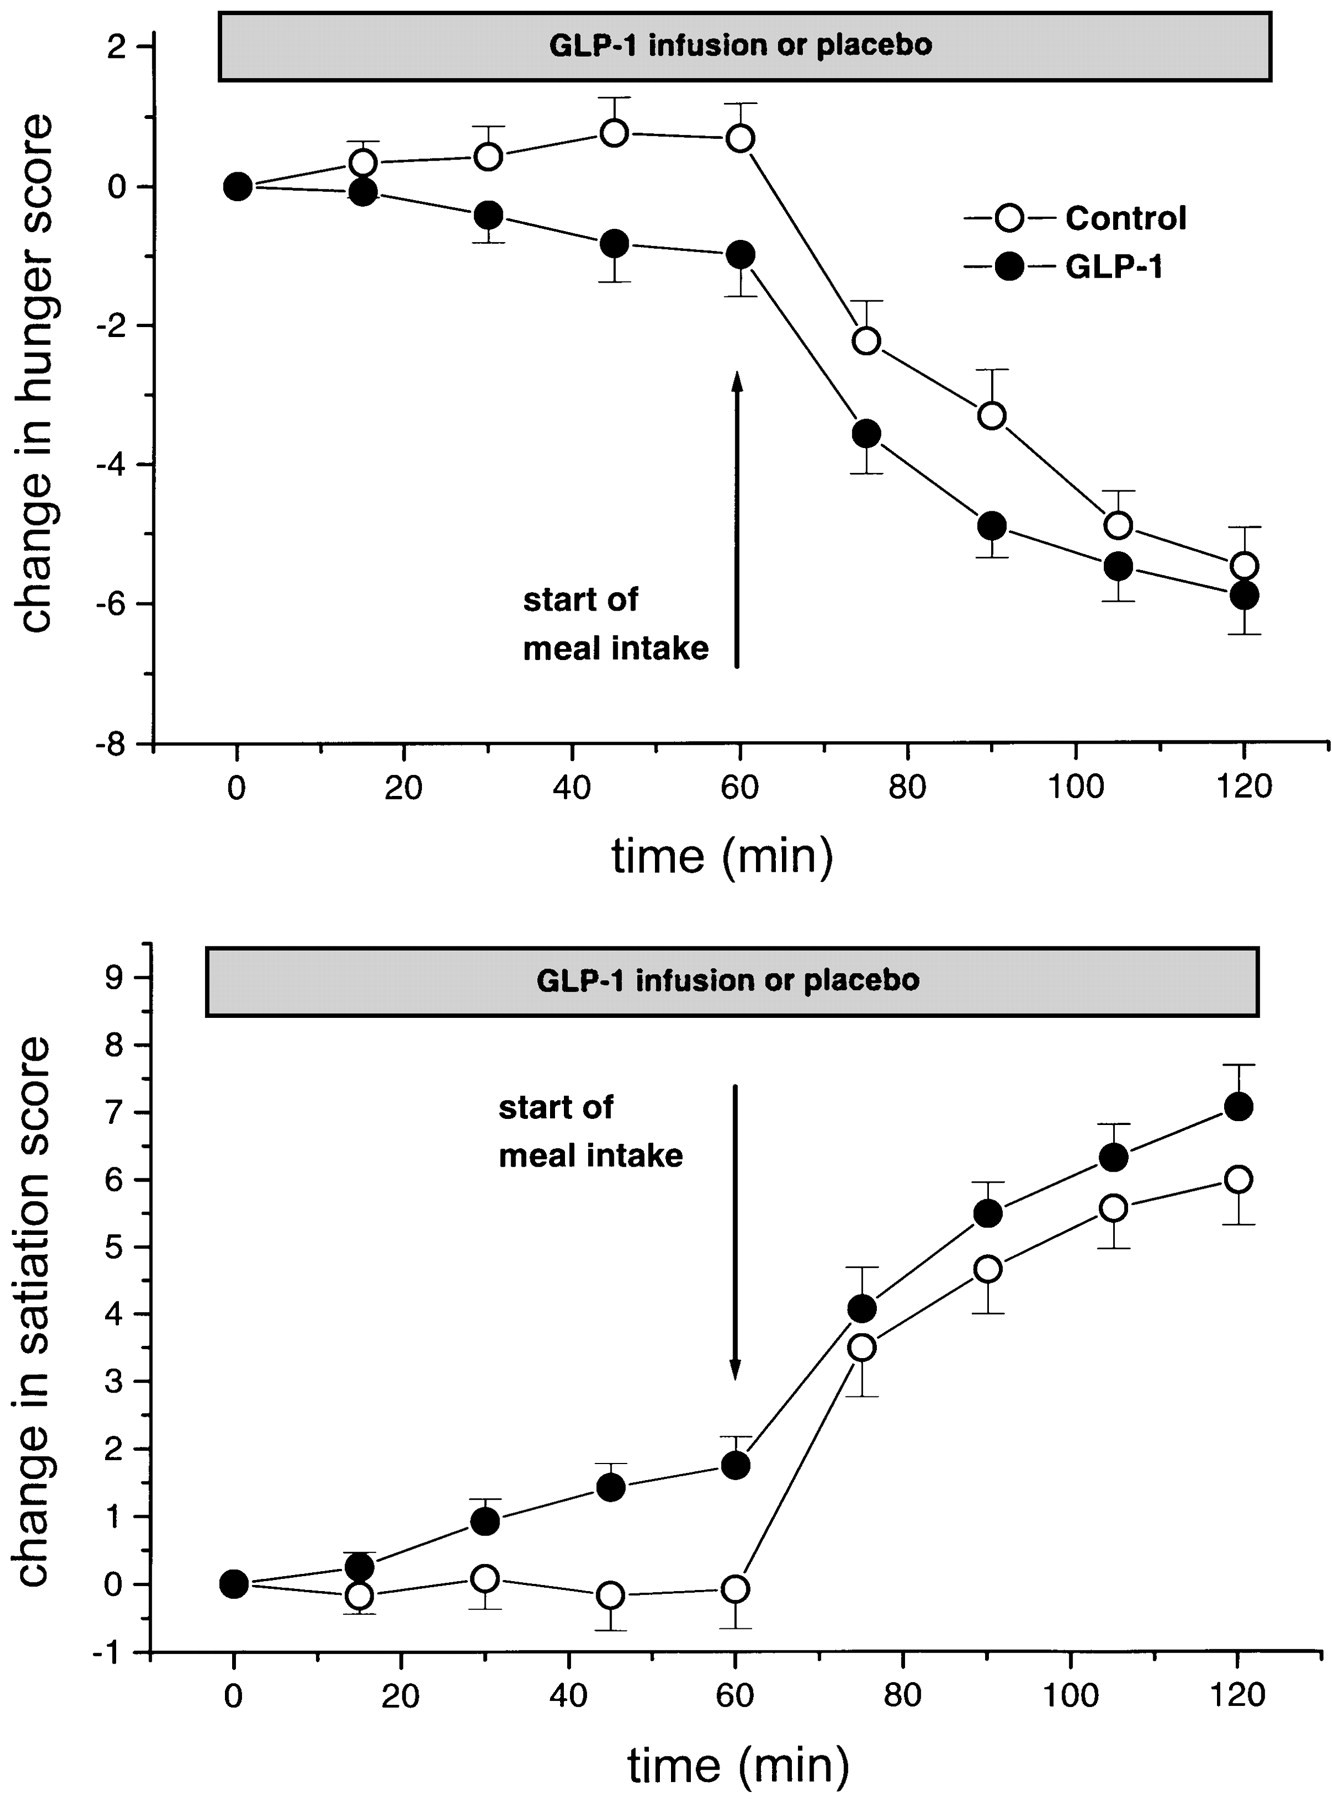 GLP-1 infusion or placebo
2
0
-2
-4
-6
-8
change in hunger score
Control
GLP-1
start of
meal intake
0 20 40 60 80 100 120
time (min)
GLP-1 infusion or placebo
9
8
7
6
5
4
3
2
1
0
-1
change in satiation score
start of
meal intake
0 20 40 60 80 100 120
time (min)